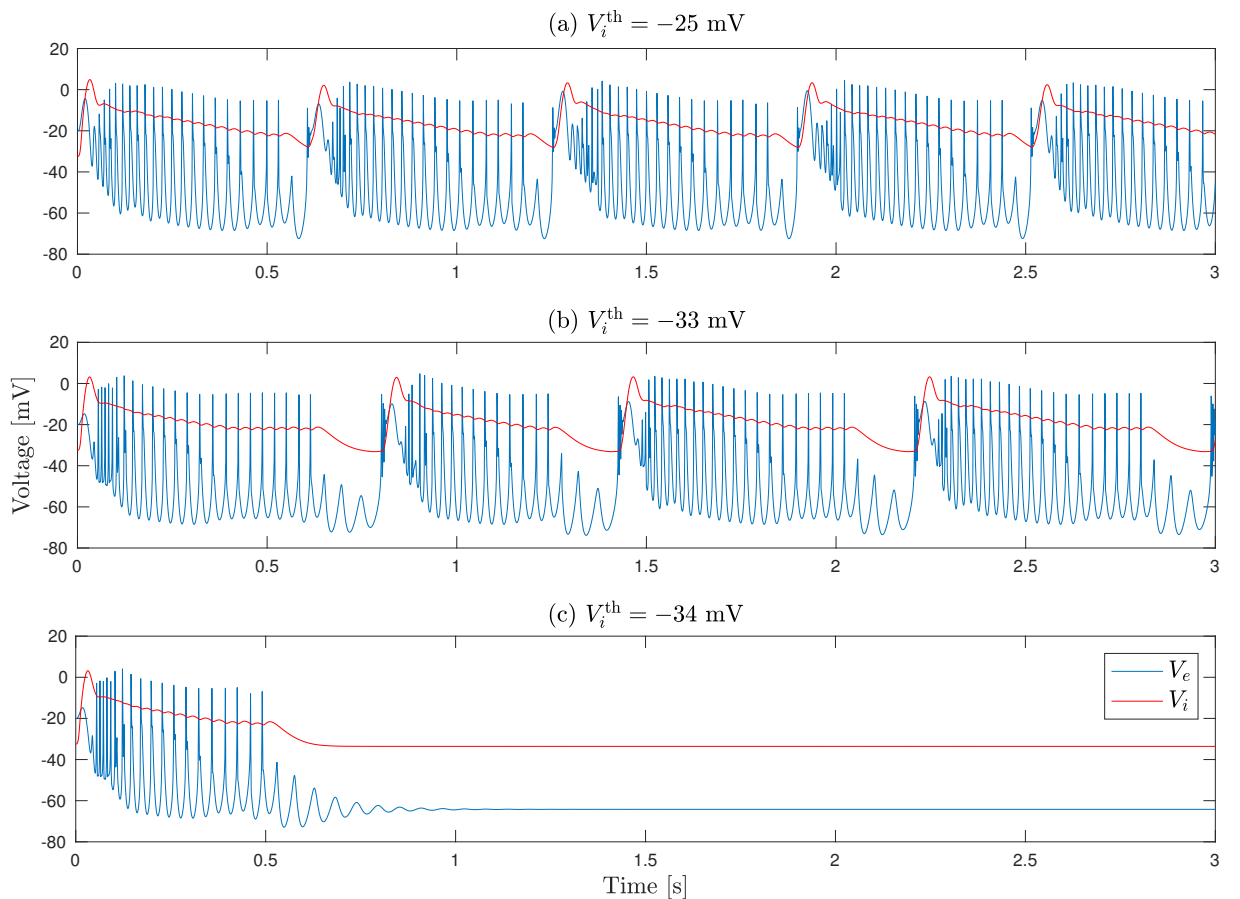 (a) $V_i^{\text{th}} = -25$ mV
20
0
-20
-40
-60
-80
0 0.5 1 1.5 2 2.5 3
(b) $V_i^{\text{th}} = -33$ mV
20
0
-20
-40
-60
-80
0 0.5 1 1.5 2 2.5 3
Voltage [mV]
(c) $V_i^{\text{th}} = -34$ mV
20
0
-20
-40
-60
-80
0 0.5 1 1.5 2 2.5 3
$V_e$
$V_i$
Time [s]